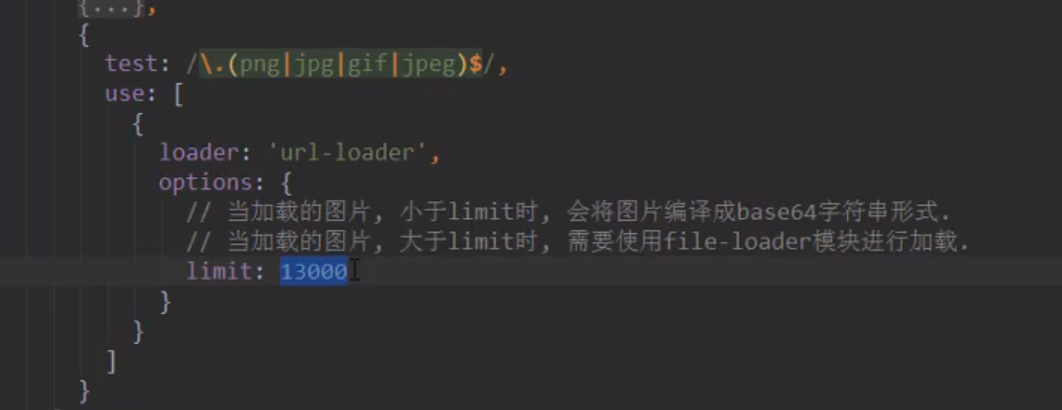 {...},
{
test: /\.(png|jpg|gif|jpeg)$/,
use: [
{
loader: 'url-loader',
options: {
// 当加载的图片, 小于limit时, 会将图片编译成base64字符串形式.
// 当加载的图片, 大于limit时, 需要使用file-loader模块进行加载.
limit: 13000
}
}
]
}